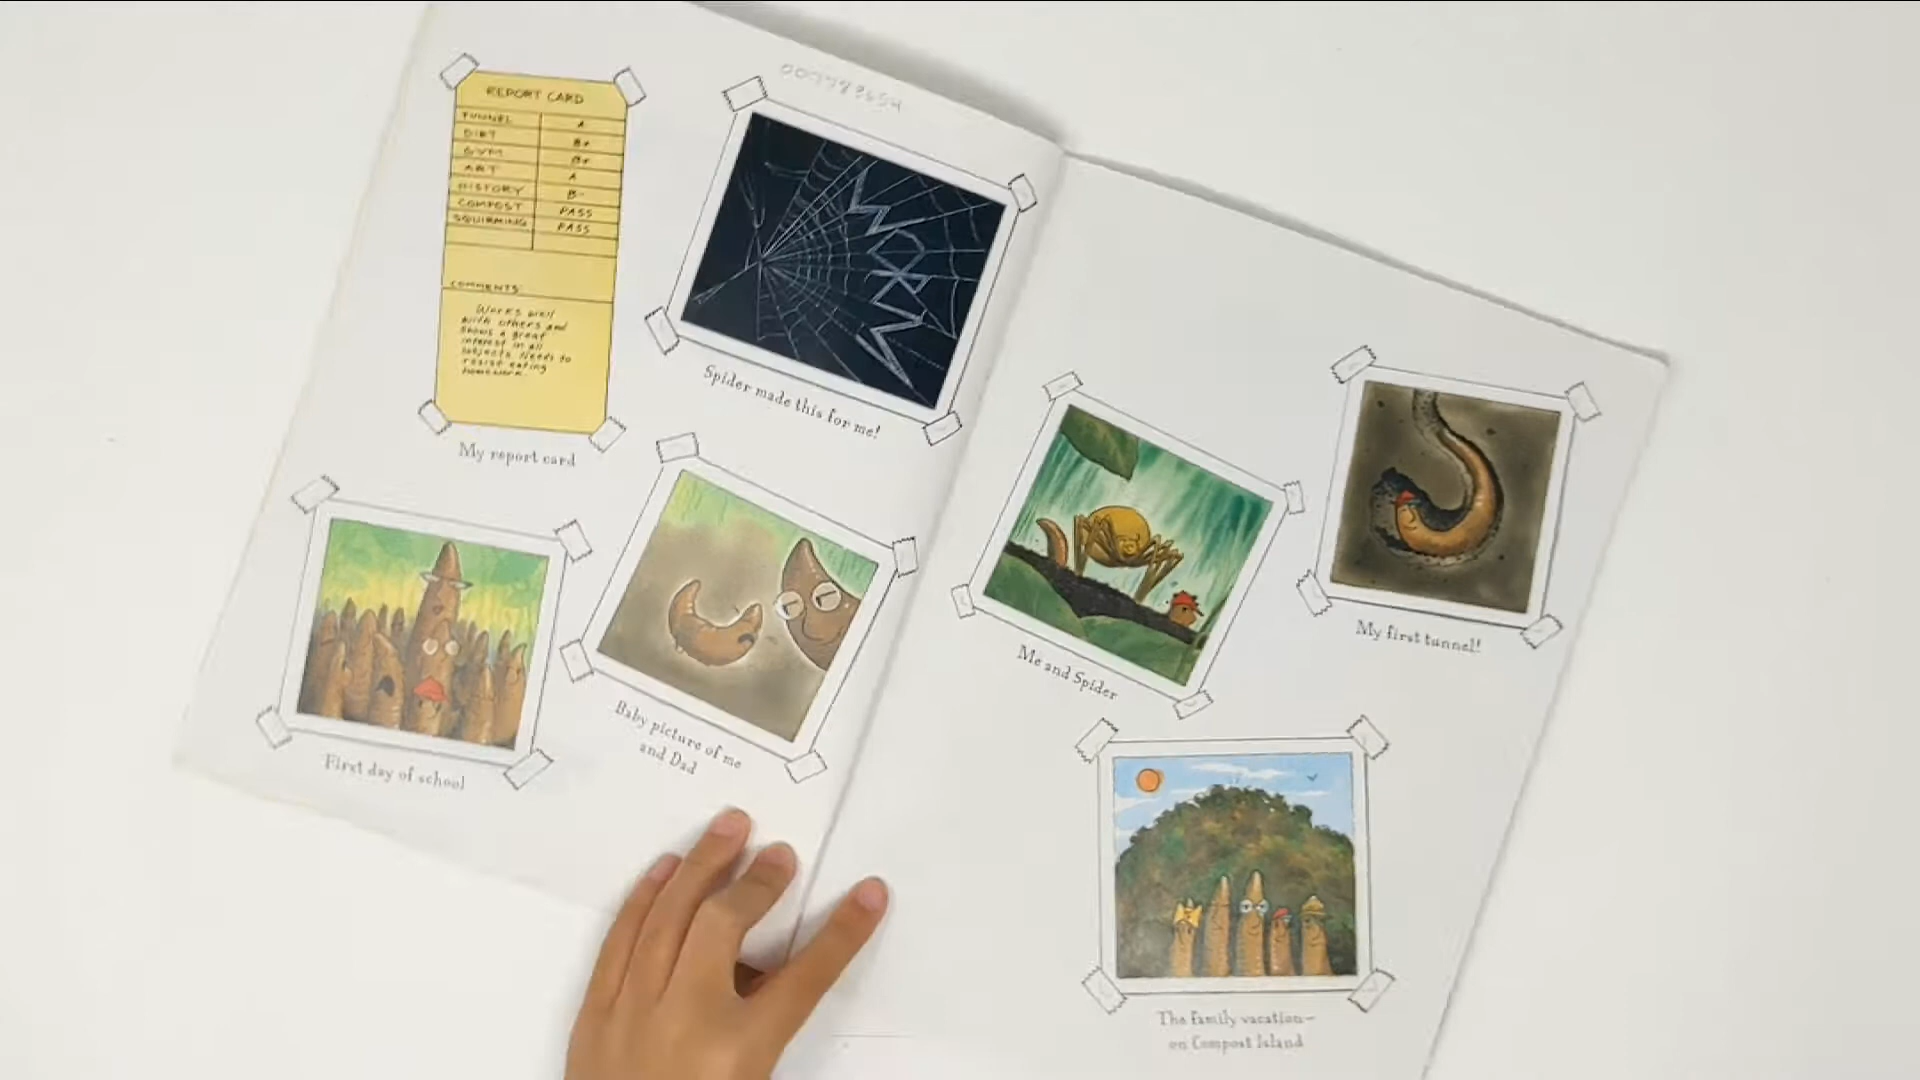 REPORT CARD
TUNNEL A
DIRT B+
GYM B+
ART A
HISTORY B-
COMPOST PASS
SQUIRMING PASS
COMMENTS:
Works well
with others and
shows a great
interest in all
subjects. Needs to
resist eating
homework.
My report card
WORM
Spider made this for me!
First day of school
Baby picture of me
and Dad
Me and Spider
My first tunnel!
The family vacation—
on Compost Island